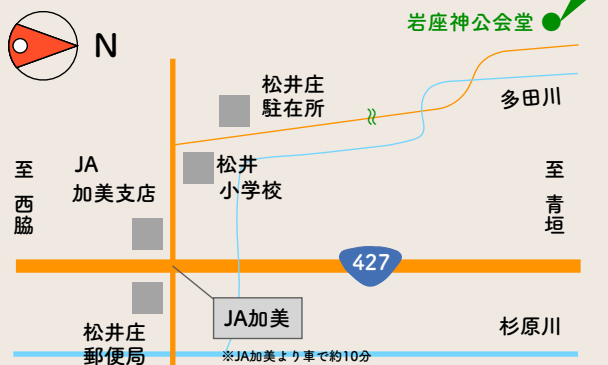 岩座神公会堂
N
松井庄
駐在所
多田川
JA
加美支店
松井
小学校
至 西脇
至 青垣
427
JA加美
松井庄
郵便局
杉原川
※JA加美より車で約10分